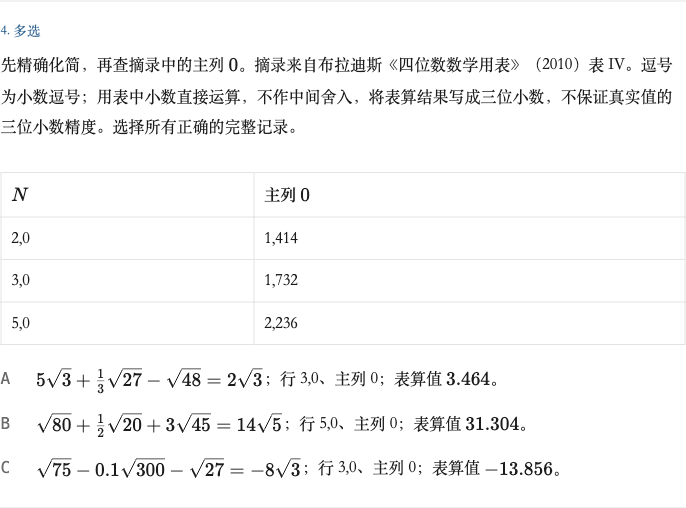 4. 多选
先精确化简，再查摘录中的主列 0。摘录来自布拉迪斯《四位数数学用表》（2010）表 IV。逗号
为小数逗号；用表中小数直接运算，不作中间舍入，将表算结果写成三位小数，不保证真实值的
三位小数精度。选择所有正确的完整记录。
N 主列 0
2,0 1,414
3,0 1,732
5,0 2,236
A 5√3 + 1/3√27 − √48 = 2√3；行 3,0、主列 0；表算值 3.464。
B √80 + 1/2√20 + 3√45 = 14√5；行 5,0、主列 0；表算值 31.304。
C √75 − 0.1√300 − √27 = −8√3；行 3,0、主列 0；表算值 −13.856。